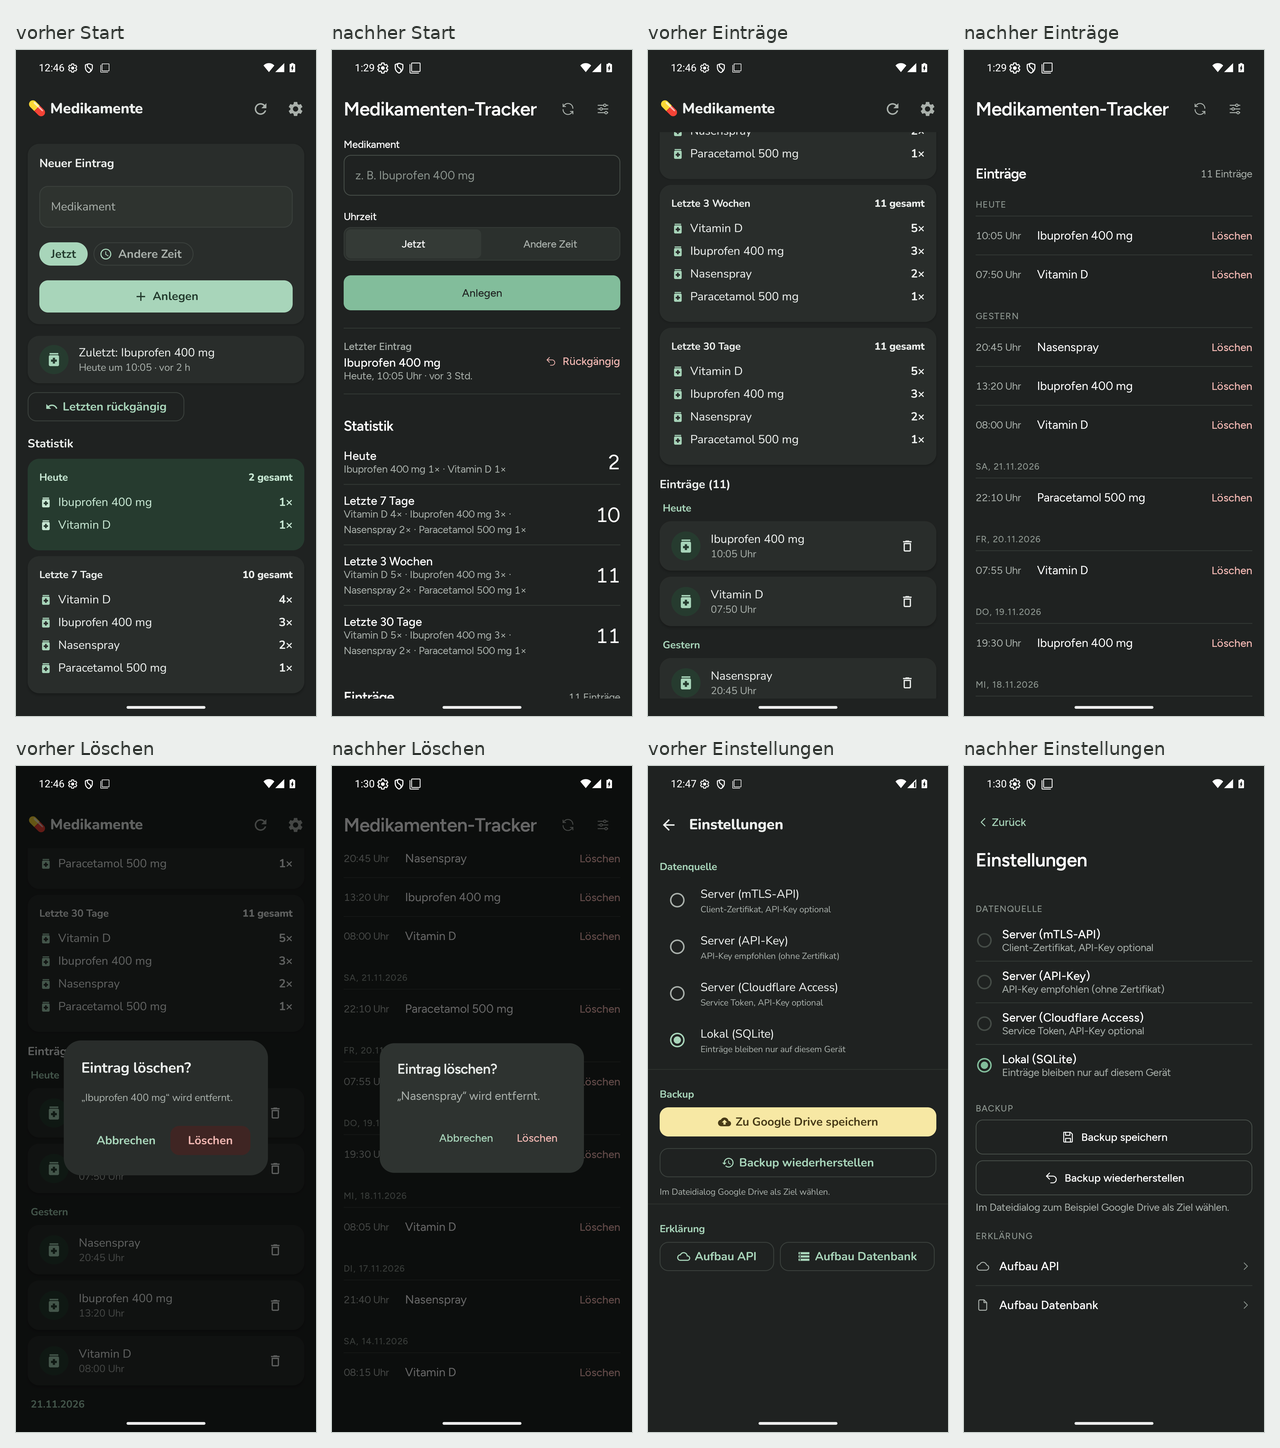 vorher Start
12:46
Medikamente
Neuer Eintrag
Medikament
Jetzt
Andere Zeit
+ Anlegen
Zuletzt: Ibuprofen 400 mg
Heute um 10:05 · vor 2 h
Letzten rückgängig
Statistik
Heute 2 gesamt
Ibuprofen 400 mg 1×
Vitamin D 1×
Letzte 7 Tage 10 gesamt
Vitamin D 4×
Ibuprofen 400 mg 3×
Nasenspray 2×
Paracetamol 500 mg 1×
nachher Start
1:29
Medikamenten-Tracker
Medikament
z. B. Ibuprofen 400 mg
Uhrzeit
Jetzt
Andere Zeit
Anlegen
Letzter Eintrag
Ibuprofen 400 mg
Heute, 10:05 Uhr · vor 3 Std.
Rückgängig
Statistik
Heute
Ibuprofen 400 mg 1× · Vitamin D 1×
2
Letzte 7 Tage
Vitamin D 4× · Ibuprofen 400 mg 3× ·
Nasenspray 2× · Paracetamol 500 mg 1×
10
Letzte 3 Wochen
Vitamin D 5× · Ibuprofen 400 mg 3× ·
Nasenspray 2× · Paracetamol 500 mg 1×
11
Letzte 30 Tage
Vitamin D 5× · Ibuprofen 400 mg 3× ·
Nasenspray 2× · Paracetamol 500 mg 1×
11
Einträge 11 Einträge
vorher Einträge
12:46
Medikamente
Nasenspray 2×
Paracetamol 500 mg 1×
Letzte 3 Wochen 11 gesamt
Vitamin D 5×
Ibuprofen 400 mg 3×
Nasenspray 2×
Paracetamol 500 mg 1×
Letzte 30 Tage 11 gesamt
Vitamin D 5×
Ibuprofen 400 mg 3×
Nasenspray 2×
Paracetamol 500 mg 1×
Einträge (11)
Heute
Ibuprofen 400 mg
10:05 Uhr
Vitamin D
07:50 Uhr
Gestern
Nasenspray
20:45 Uhr
nachher Einträge
1:29
Medikamenten-Tracker
Einträge 11 Einträge
HEUTE
10:05 Uhr Ibuprofen 400 mg Löschen
07:50 Uhr Vitamin D Löschen
GESTERN
20:45 Uhr Nasenspray Löschen
13:20 Uhr Ibuprofen 400 mg Löschen
08:00 Uhr Vitamin D Löschen
SA, 21.11.2026
22:10 Uhr Paracetamol 500 mg Löschen
FR, 20.11.2026
07:55 Uhr Vitamin D Löschen
DO, 19.11.2026
19:30 Uhr Ibuprofen 400 mg Löschen
MI, 18.11.2026
vorher Löschen
12:46
Medikamente
Paracetamol 500 mg 1×
Letzte 30 Tage 11 gesamt
Vitamin D 5×
Ibuprofen 400 mg 3×
Nasenspray 2×
Paracetamol 500 mg 1×
Einträg
Heute
Eintrag löschen?
„Ibuprofen 400 mg“ wird entfernt.
Abbrechen
Löschen
07:50 Uhr
Gestern
Nasenspray
20:45 Uhr
Ibuprofen 400 mg
13:20 Uhr
Vitamin D
08:00 Uhr
21.11.2026
nachher Löschen
1:30
Medikamenten-Tracker
20:45 Uhr Nasenspray Löschen
13:20 Uhr Ibuprofen 400 mg Löschen
08:00 Uhr Vitamin D Löschen
SA, 21.11.2026
22:10 Uhr Paracetamol 500 mg Löschen
FR, 20.11
07:55 U
DO, 19.1
19:30 U
Eintrag löschen?
„Nasenspray“ wird entfernt.
Abbrechen
Löschen
MI, 18.11.2026
08:05 Uhr Vitamin D Löschen
DI, 17.11.2026
21:40 Uhr Nasenspray Löschen
SA, 14.11.2026
08:15 Uhr Vitamin D Löschen
vorher Einstellungen
12:47
Einstellungen
Datenquelle
Server (mTLS-API)
Client-Zertifikat, API-Key optional
Server (API-Key)
API-Key empfohlen (ohne Zertifikat)
Server (Cloudflare Access)
Service Token, API-Key optional
Lokal (SQLite)
Einträge bleiben nur auf diesem Gerät
Backup
Zu Google Drive speichern
Backup wiederherstellen
Im Dateidialog Google Drive als Ziel wählen.
Erklärung
Aufbau API
Aufbau Datenbank
nachher Einstellungen
1:30
Zurück
Einstellungen
DATENQUELLE
Server (mTLS-API)
Client-Zertifikat, API-Key optional
Server (API-Key)
API-Key empfohlen (ohne Zertifikat)
Server (Cloudflare Access)
Service Token, API-Key optional
Lokal (SQLite)
Einträge bleiben nur auf diesem Gerät
BACKUP
Backup speichern
Backup wiederherstellen
Im Dateidialog zum Beispiel Google Drive als Ziel wählen.
ERKLÄRUNG
Aufbau API
Aufbau Datenbank